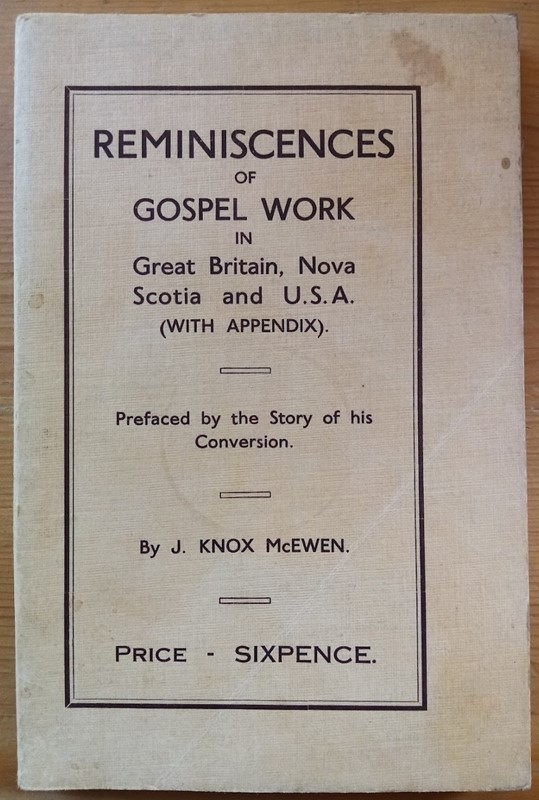 REMINISCENCES
OF
GOSPEL WORK
IN
Great Britain, Nova
Scotia and U.S.A.
(WITH APPENDIX).
Prefaced by the Story of his
Conversion.
By J. KNOX McEWEN.
PRICE - SIXPENCE.